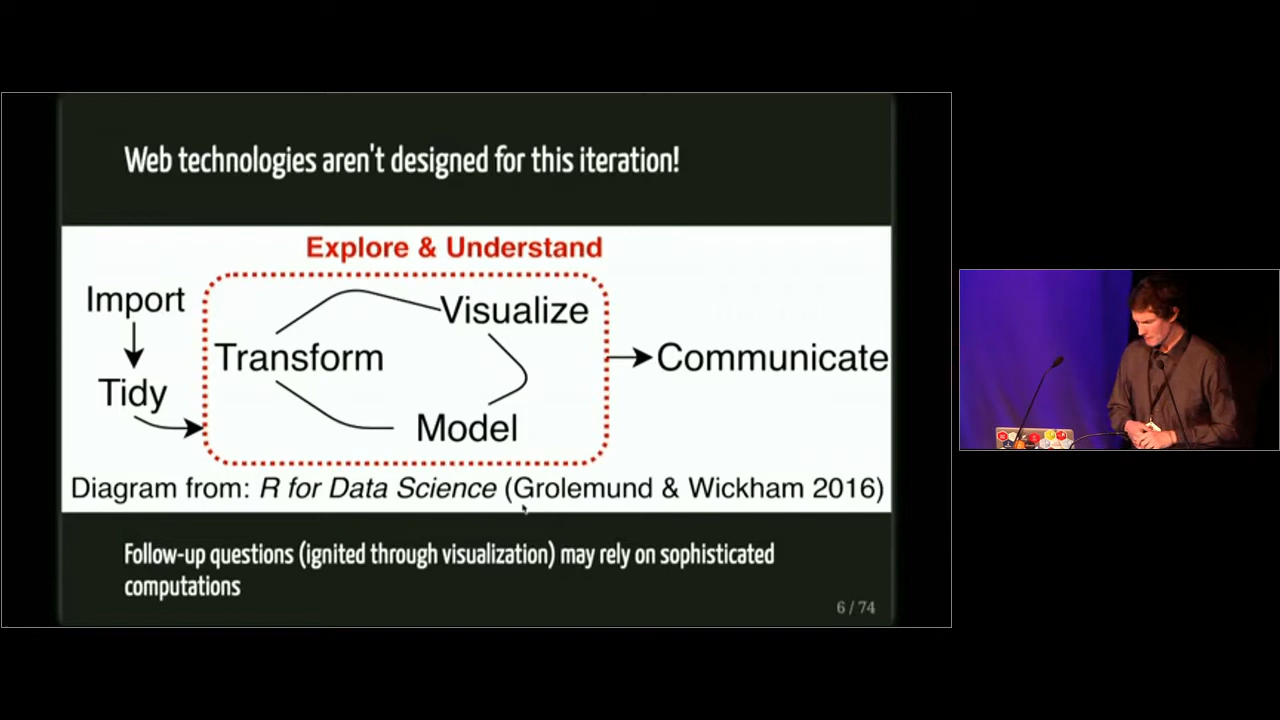 Web technologies aren't designed for this iteration!
Explore & Understand
Import
Visualize
Transform
Communicate
Tidy
Model
Diagram from: R for Data Science (Grolemund & Wickham 2016)
Follow-up questions (ignited through visualization) may rely on sophisticated
computations
6 / 74